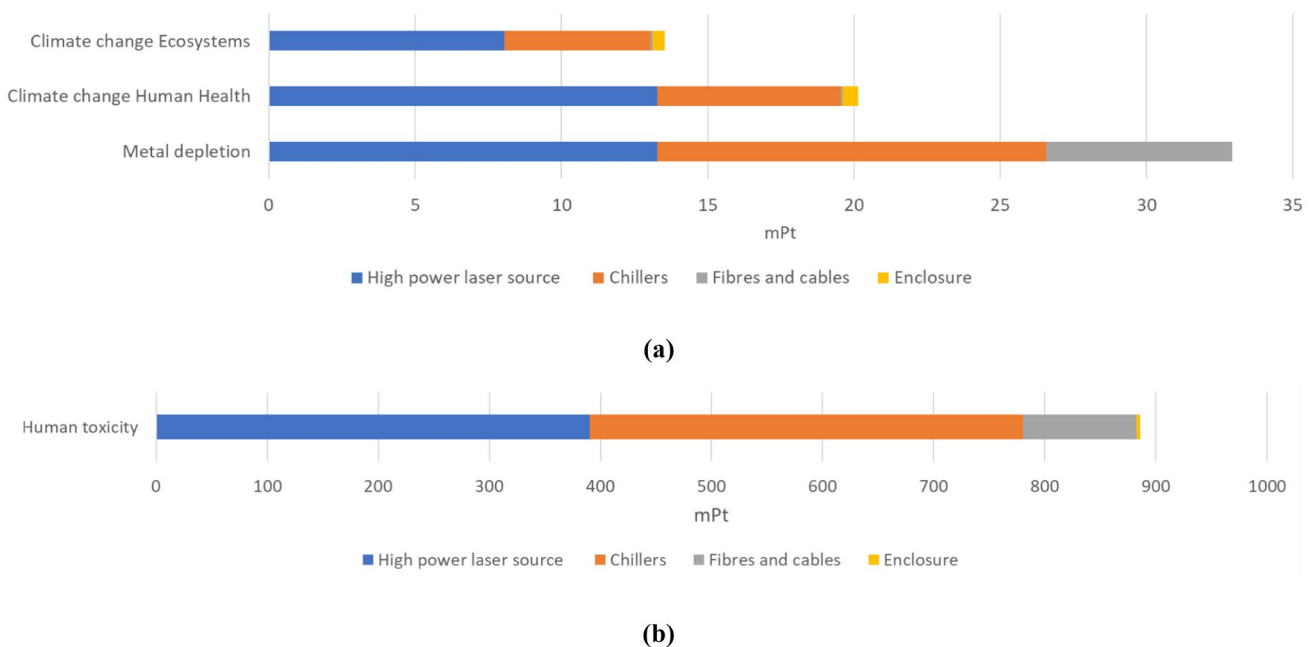 Climate change Ecosystems
Climate change Human Health
Metal depletion
0 5 10 15 20 25 30 35
mPt
High power laser source Chillers Fibres and cables Enclosure
(a)
Human toxicity
0 100 200 300 400 500 600 700 800 900 1000
mPt
High power laser source Chillers Fibres and cables Enclosure
(b)